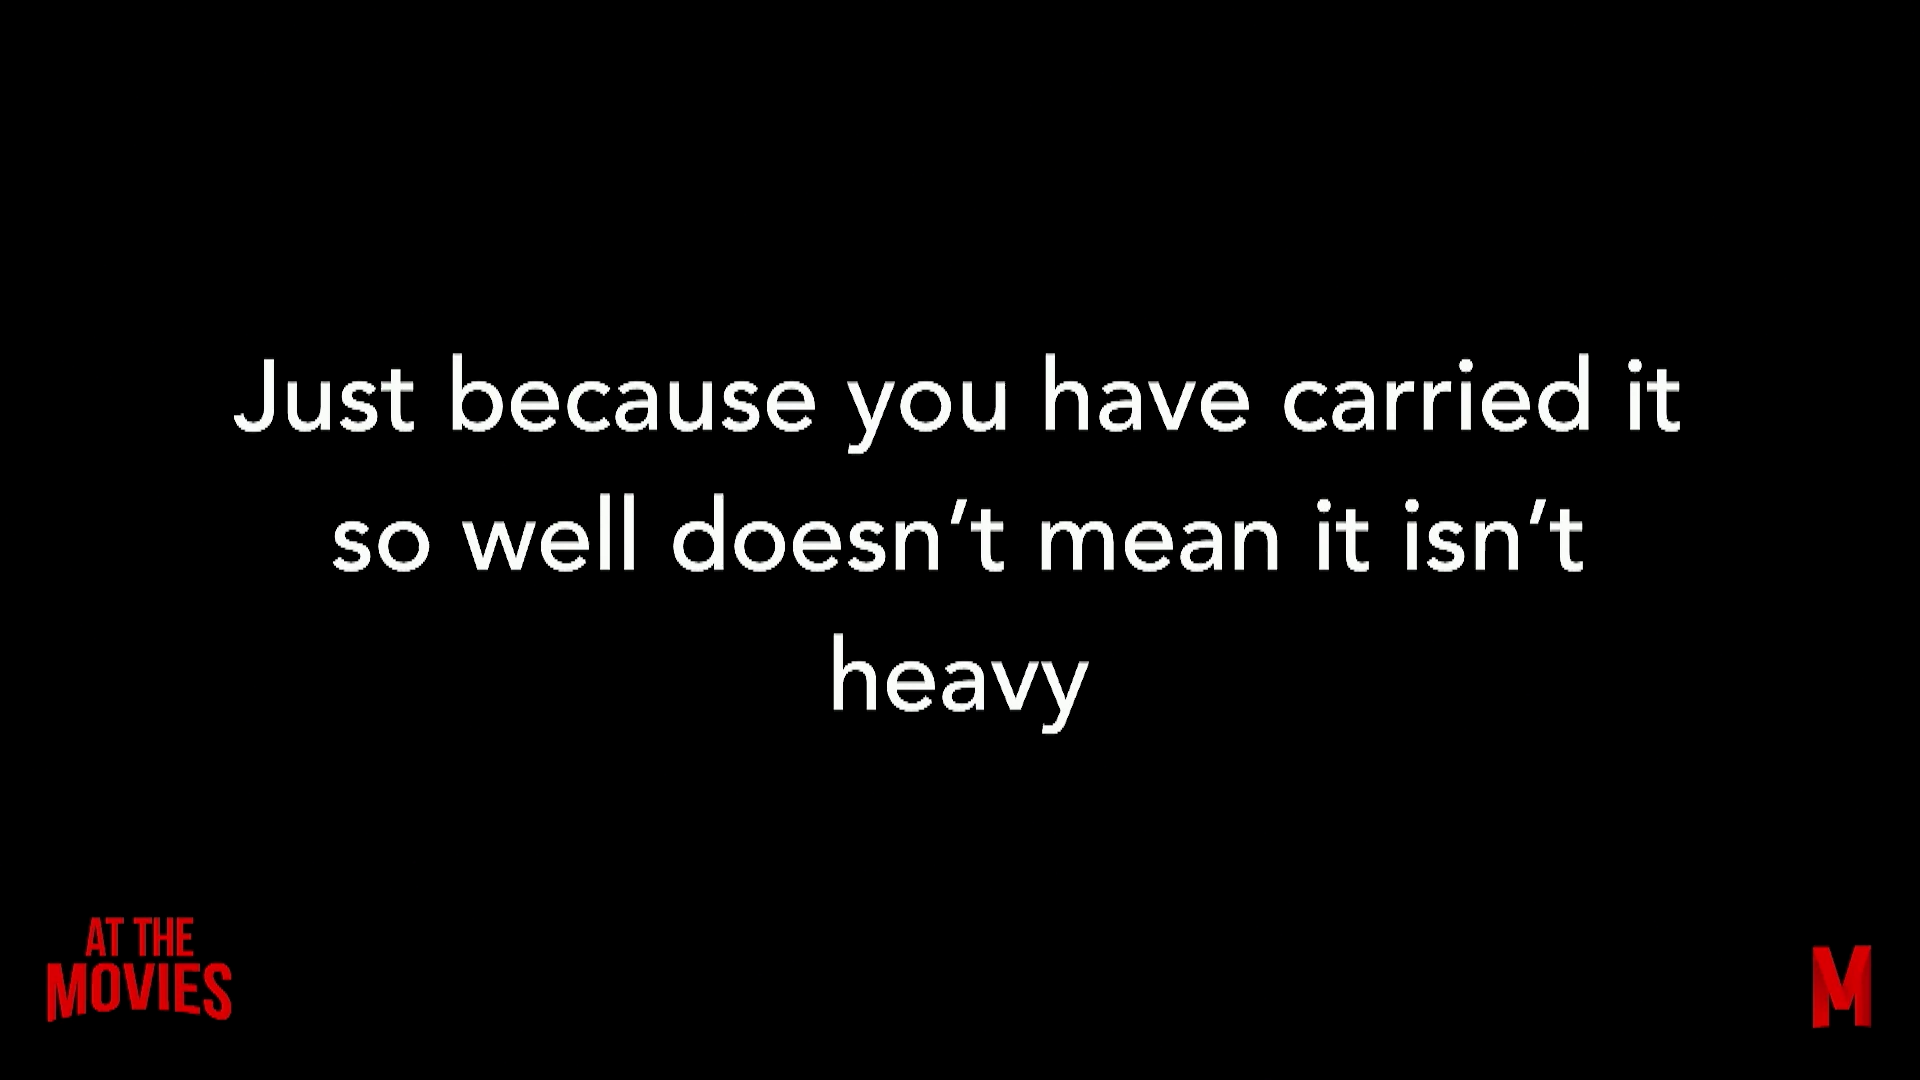 Just because you have carried it
so well doesn’t mean it isn’t
heavy
AT THE
MOVIES
M